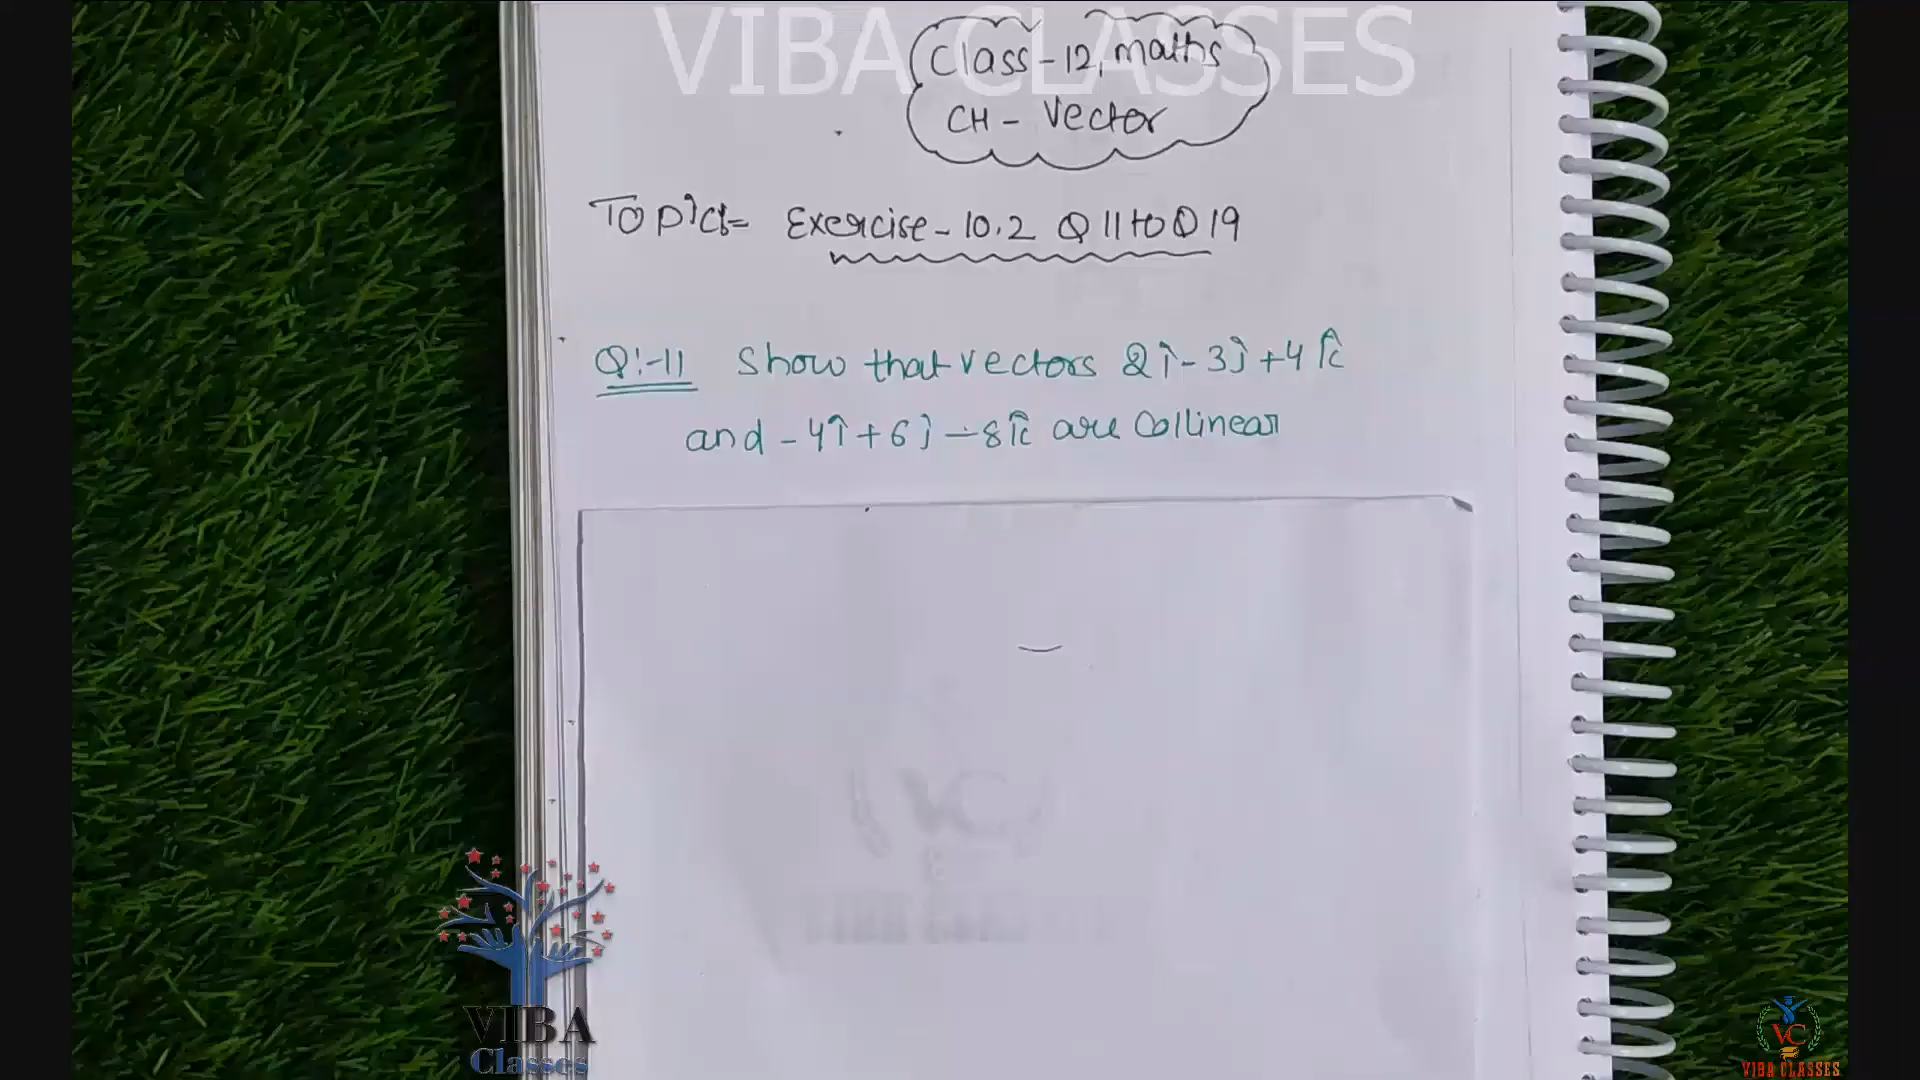 VIBA CLASSES
Class-12, maths
CH - Vector
Topic:- Exercise-10.2 Q 11 to Q 19
Q:-11 Show that vectors 2î - 3ĵ + 4k̂
and - 4î + 6ĵ - 8k̂ are Collinear
VIBA
Classes
VC
VIBA CLASSES